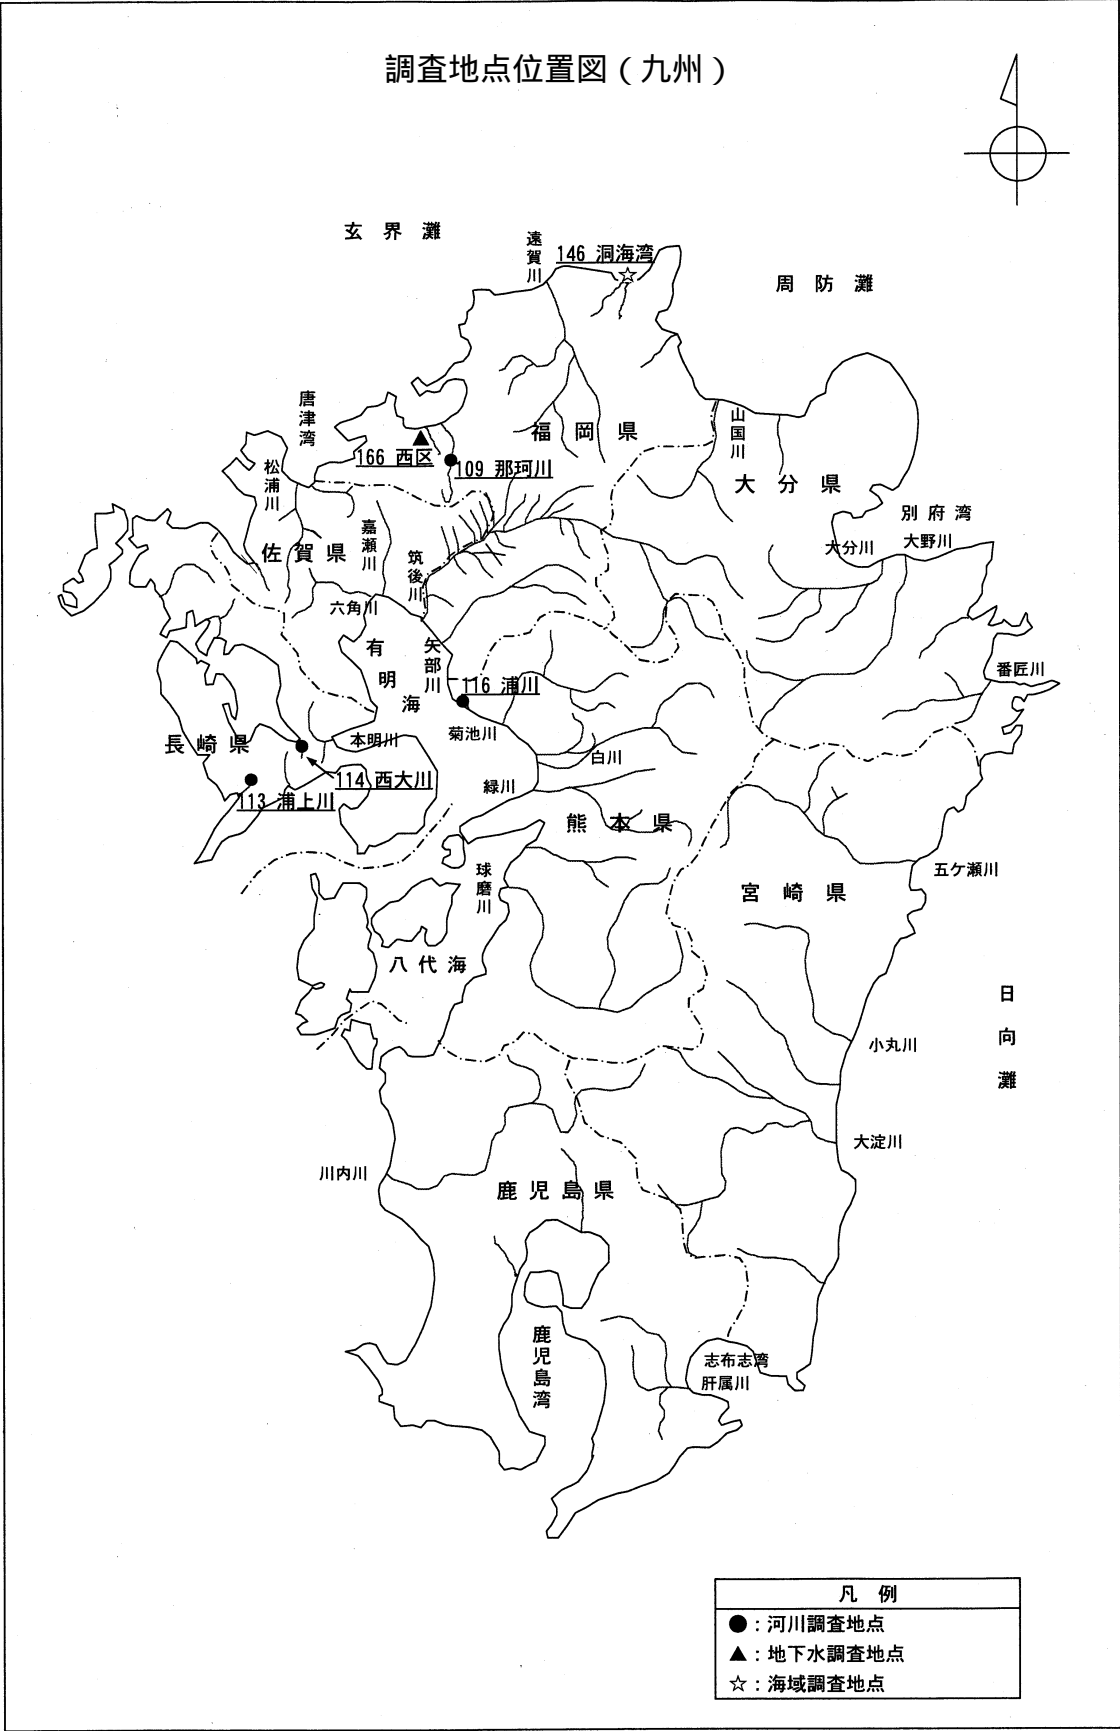 調査地点位置図（九州）
玄界灘
遠賀川
146 洞海湾
周防灘
唐津湾
福岡県
山国川
166 西区
109 那珂川
松浦川
大分県
別府湾
嘉瀬川
大分川
大野川
佐賀県
筑後川
六角川
有明海
矢部川
番匠川
116 浦川
菊池川
長崎県
本明川
白川
114 西大川
緑川
113 浦上川
熊本県
球磨川
五ケ瀬川
宮崎県
八代海
日向灘
小丸川
大淀川
川内川
鹿児島県
鹿児島湾
志布志湾
肝属川
凡例
●：河川調査地点
▲：地下水調査地点
☆：海域調査地点